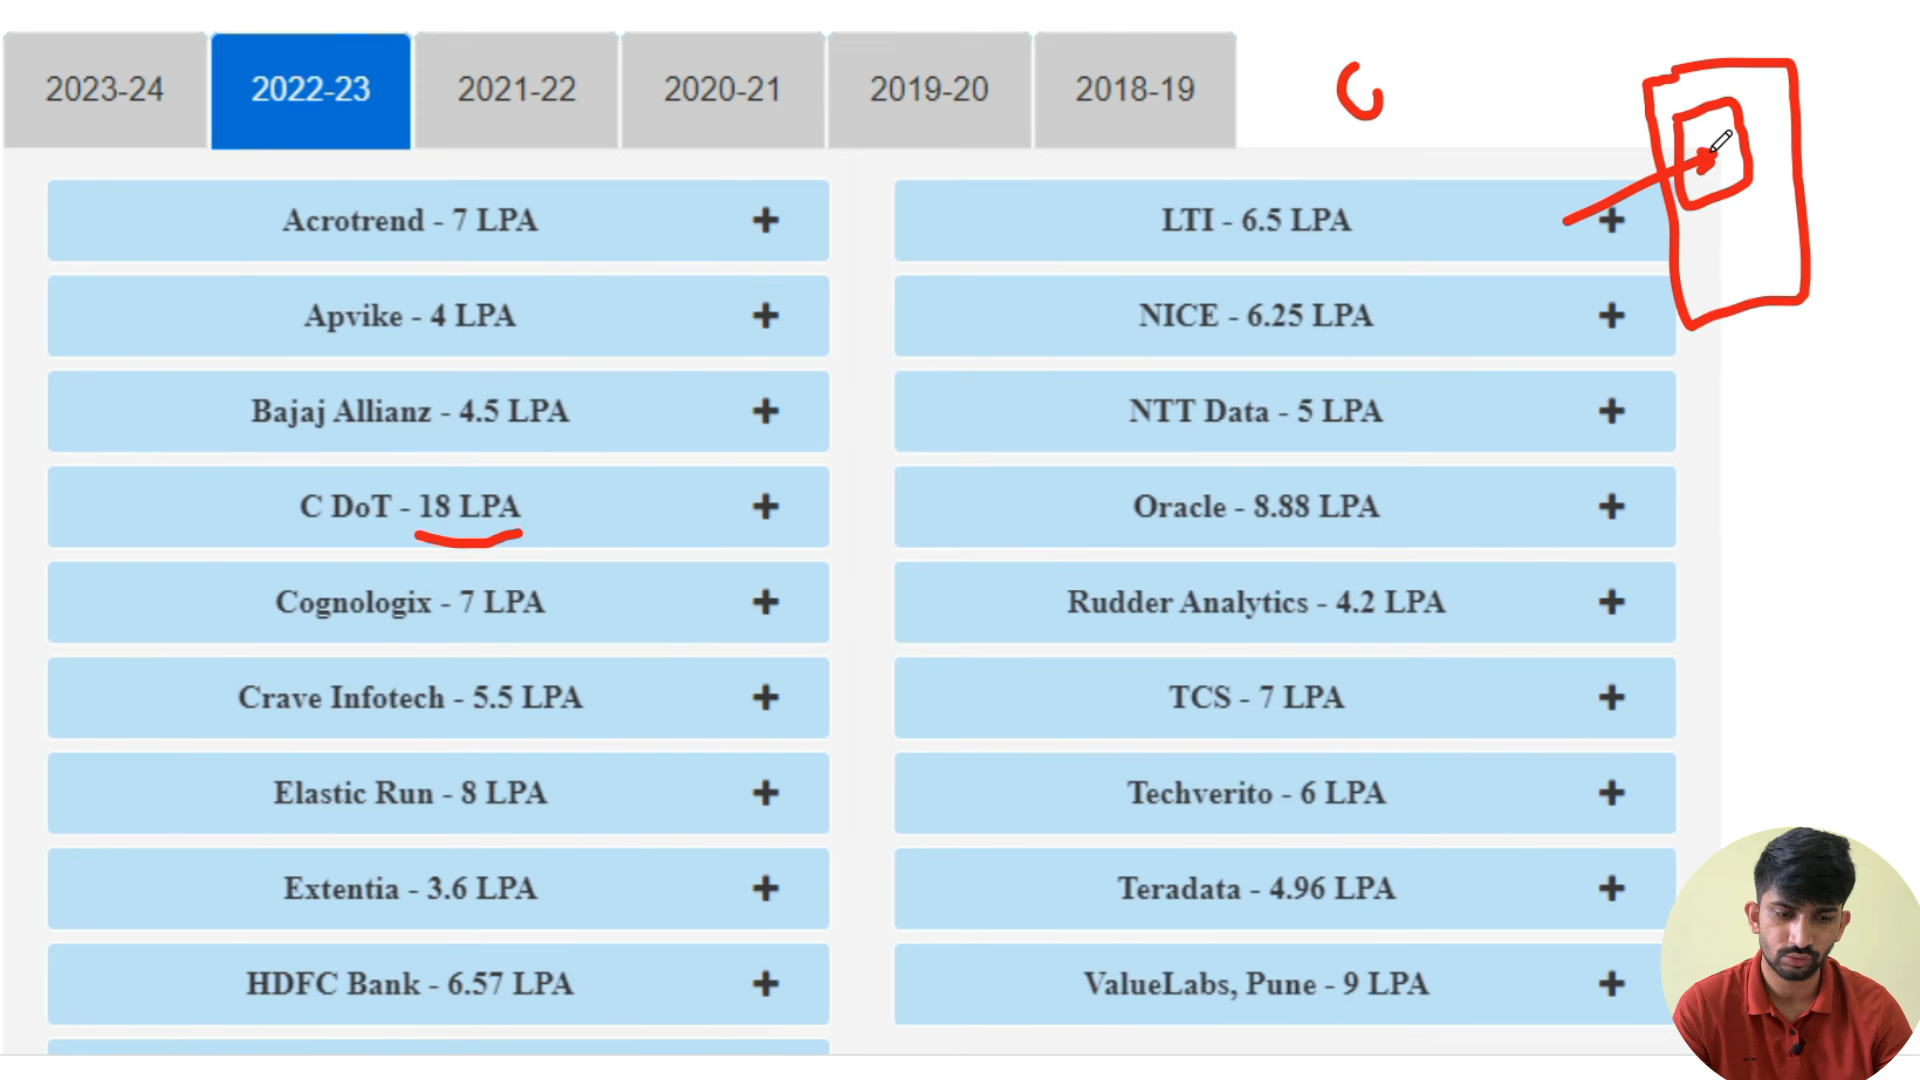 2023-24 2022-23 2021-22 2020-21 2019-20 2018-19
Acrotrend - 7 LPA +
Apvike - 4 LPA +
Bajaj Allianz - 4.5 LPA +
C DoT - 18 LPA +
Cognologix - 7 LPA +
Crave Infotech - 5.5 LPA +
Elastic Run - 8 LPA +
Extentia - 3.6 LPA +
HDFC Bank - 6.57 LPA +
LTI - 6.5 LPA +
NICE - 6.25 LPA +
NTT Data - 5 LPA +
Oracle - 8.88 LPA +
Rudder Analytics - 4.2 LPA +
TCS - 7 LPA +
Techverito - 6 LPA +
Teradata - 4.96 LPA +
ValueLabs, Pune - 9 LPA +